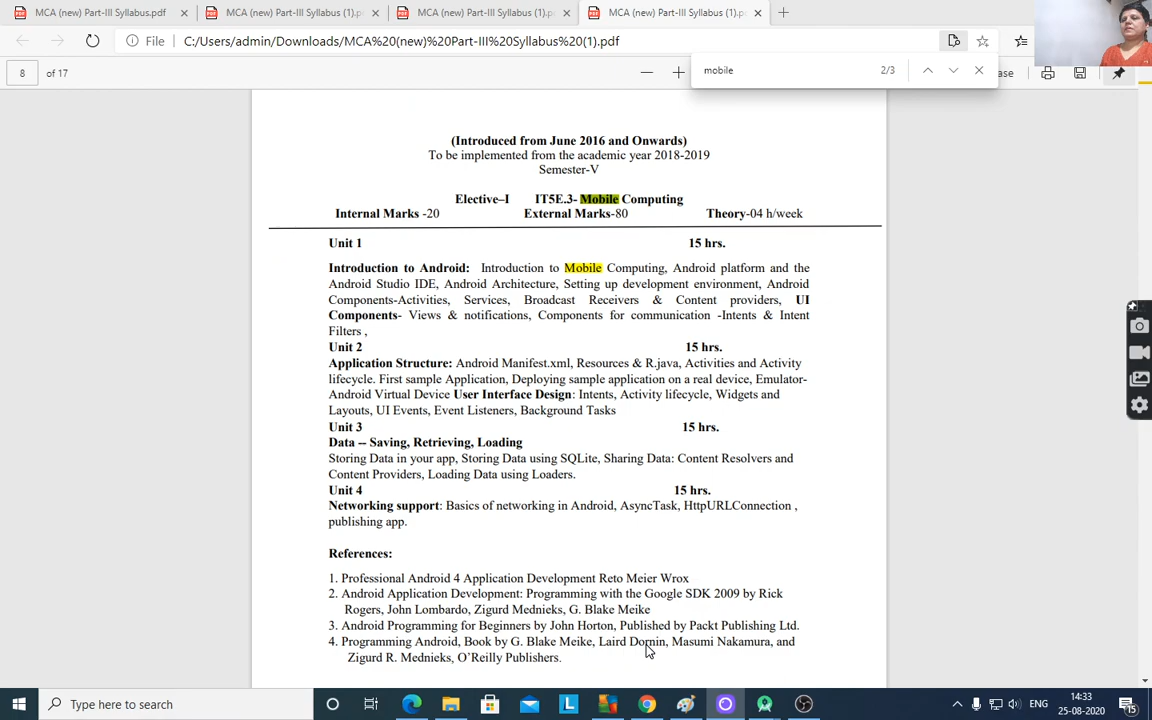 MCA (new) Part-III Syllabus.pdf
MCA (new) Part-III Syllabus (1).p
MCA (new) Part-III Syllabus (1).p
MCA (new) Part-III Syllabus (1).p
File
C:/Users/admin/Downloads/MCA%20(new)%20Part-III%20Syllabus%20(1).pdf
8 of 17
mobile 2/3
ase
(Introduced from June 2016 and Onwards)
To be implemented from the academic year 2018-2019
Semester-V
Elective–I IT5E.3- Mobile Computing
Internal Marks -20 External Marks-80 Theory-04 h/week
Unit 1 15 hrs.
Introduction to Android: Introduction to Mobile Computing, Android platform and the
Android Studio IDE, Android Architecture, Setting up development environment, Android
Components-Activities, Services, Broadcast Receivers & Content providers, UI
Components- Views & notifications, Components for communication -Intents & Intent
Filters ,
Unit 2 15 hrs.
Application Structure: Android Manifest.xml, Resources & R.java, Activities and Activity
lifecycle. First sample Application, Deploying sample application on a real device, Emulator-
Android Virtual Device User Interface Design: Intents, Activity lifecycle, Widgets and
Layouts, UI Events, Event Listeners, Background Tasks
Unit 3 15 hrs.
Data -- Saving, Retrieving, Loading
Storing Data in your app, Storing Data using SQLite, Sharing Data: Content Resolvers and
Content Providers, Loading Data using Loaders.
Unit 4 15 hrs.
Networking support: Basics of networking in Android, AsyncTask, HttpURLConnection ,
publishing app.
References:
1. Professional Android 4 Application Development Reto Meier Wrox
2. Android Application Development: Programming with the Google SDK 2009 by Rick
Rogers, John Lombardo, Zigurd Mednieks, G. Blake Meike
3. Android Programming for Beginners by John Horton, Published by Packt Publishing Ltd.
4. Programming Android, Book by G. Blake Meike, Laird Dornin, Masumi Nakamura, and
Zigurd R. Mednieks, O’Reilly Publishers.
Type here to search
ENG
14:33
25-08-2020
15